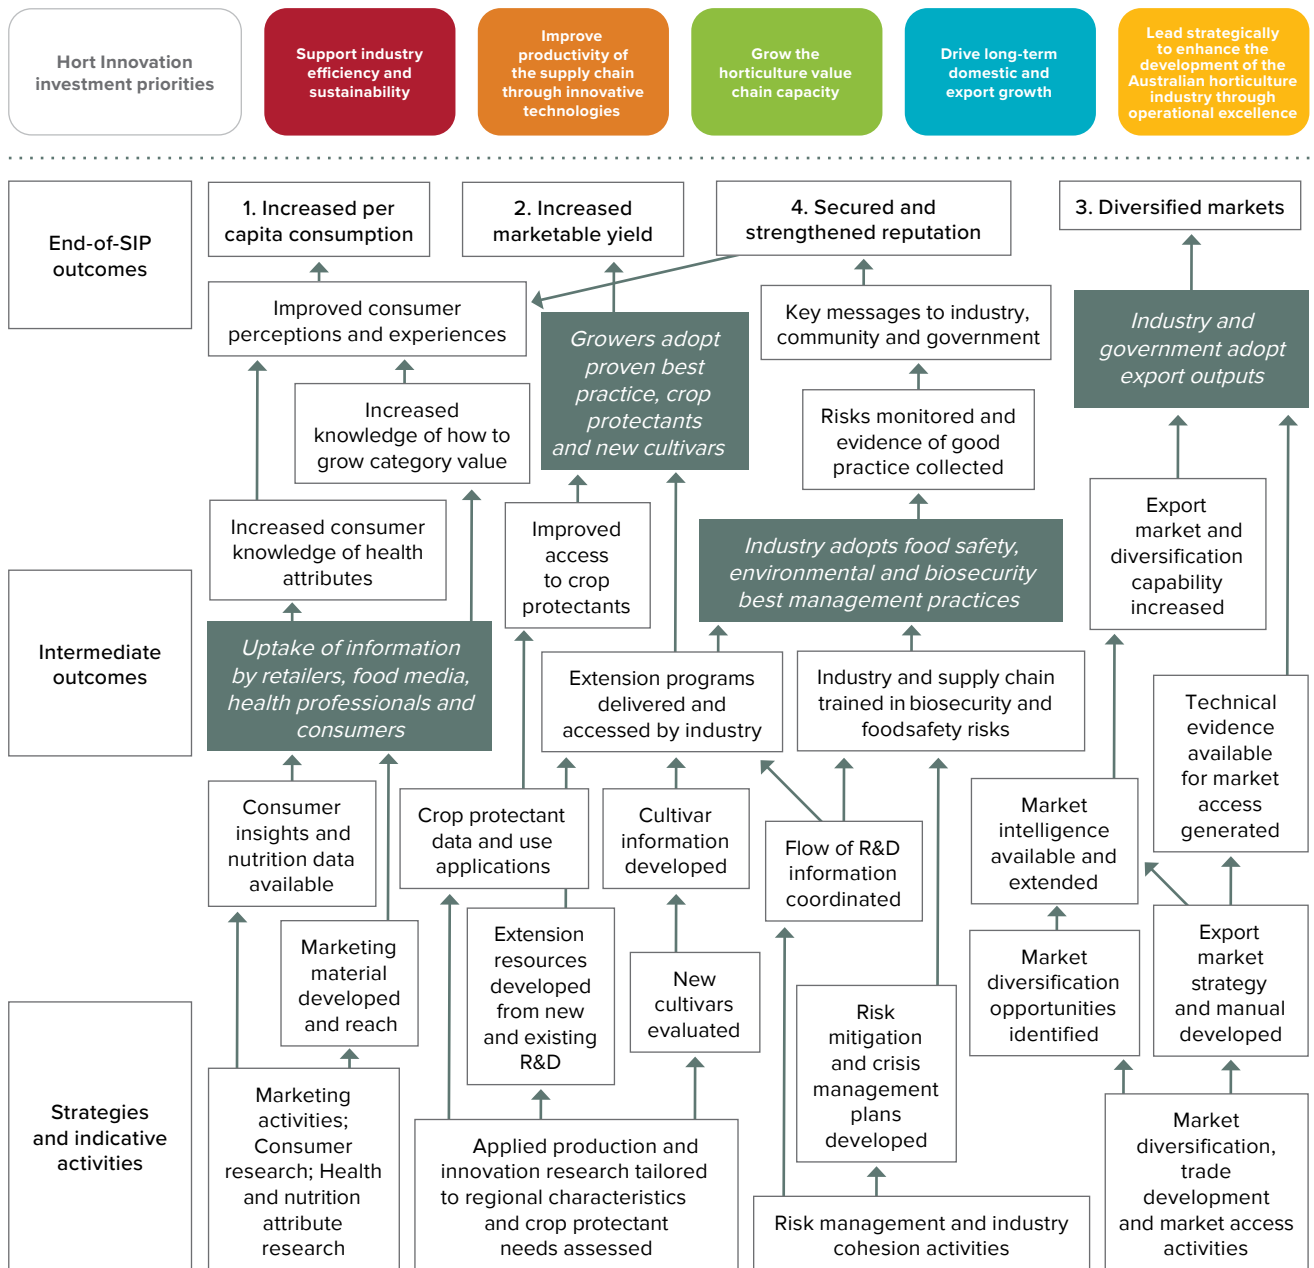 Hort Innovation
investment priorities
Support industry
efficiency and
sustainability
Improve
productivity of
the supply chain
through innovative
technologies
Grow the
horticulture value
chain capacity
Drive long-term
domestic and
export growth
Lead strategically
to enhance the
development of the
Australian horticulture
industry through
operational excellence
End-of-SIP
outcomes
1. Increased per
capita consumption
2. Increased
marketable yield
4. Secured and
strengthened reputation
3. Diversified markets
Improved consumer
perceptions and experiences
Growers adopt
proven best
practice, crop
protectants
and new cultivars
Key messages to industry,
community and government
Industry and
government adopt
export outputs
Increased
knowledge of how to
grow category value
Risks monitored and
evidence of good
practice collected
Increased consumer
knowledge of health
attributes
Improved
access
to crop
protectants
Industry adopts food safety,
environmental and biosecurity
best management practices
Export
market and
diversification
capability
increased
Intermediate
outcomes
Uptake of information
by retailers, food media,
health professionals and
consumers
Extension programs
delivered and
accessed by industry
Industry and supply chain
trained in biosecurity and
foodsafety risks
Technical
evidence
available
for market
access
generated
Consumer
insights and
nutrition data
available
Crop protectant
data and use
applications
Cultivar
information
developed
Flow of R&D
information
coordinated
Market
intelligence
available and
extended
Marketing
material
developed
and reach
Extension
resources
developed
from new
and existing
R&D
New
cultivars
evaluated
Risk
mitigation
and crisis
management
plans
developed
Market
diversification
opportunities
identified
Export
market
strategy
and manual
developed
Strategies
and indicative
activities
Marketing
activities;
Consumer
research; Health
and nutrition
attribute
research
Applied production and
innovation research tailored
to regional characteristics
and crop protectant
needs assessed
Risk management and industry
cohesion activities
Market
diversification,
trade
development
and market access
activities